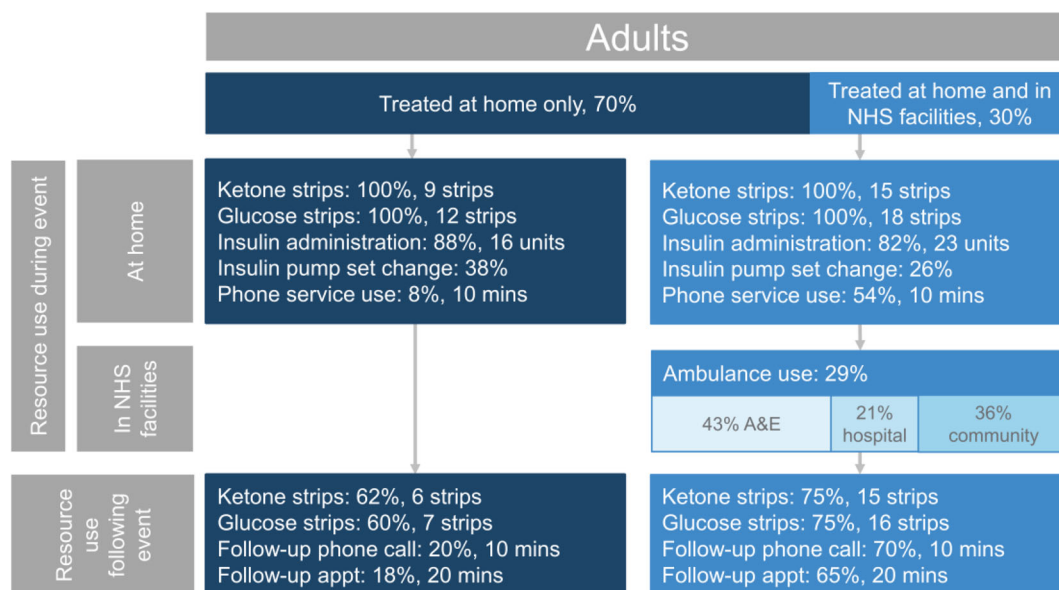 Adults
Treated at home only, 70%
Treated at home and in
NHS facilities, 30%
Resource use during event
At home
Ketone strips: 100%, 9 strips
Glucose strips: 100%, 12 strips
Insulin administration: 88%, 16 units
Insulin pump set change: 38%
Phone service use: 8%, 10 mins
Ketone strips: 100%, 15 strips
Glucose strips: 100%, 18 strips
Insulin administration: 82%, 23 units
Insulin pump set change: 26%
Phone service use: 54%, 10 mins
In NHS
facilities
Ambulance use: 29%
43% A&E
21%
hospital
36%
community
Resource
use
following
event
Ketone strips: 62%, 6 strips
Glucose strips: 60%, 7 strips
Follow-up phone call: 20%, 10 mins
Follow-up appt: 18%, 20 mins
Ketone strips: 75%, 15 strips
Glucose strips: 75%, 16 strips
Follow-up phone call: 70%, 10 mins
Follow-up appt: 65%, 20 mins